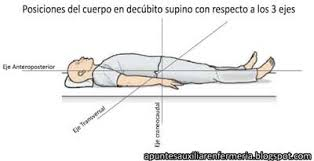 Posiciones del cuerpo en decúbito supino con respecto a los 3 ejes
Eje Anteroposterior
Eje Transversal
Eje craneocaudal
apuntesauxiliarenfermeria.blogspot.com